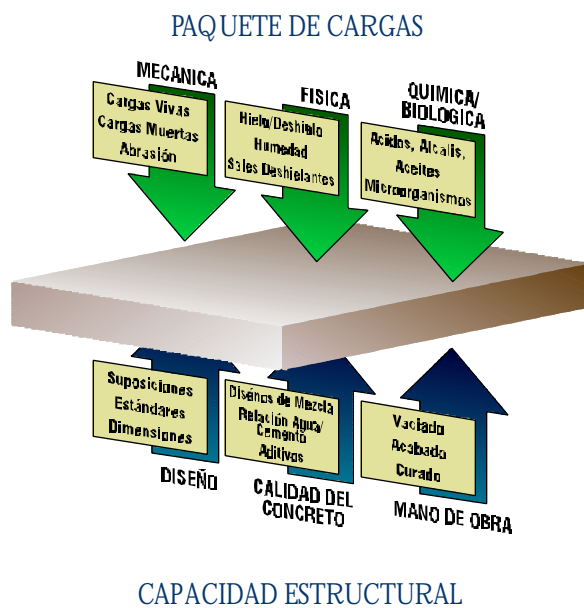 PAQUETE DE CARGAS
MECANICA
Cargas Vivas
Cargas Muertas
Abrasión
FISICA
Hielo/Deshielo
Humedad
Sales Deshielantes
QUIMICA/
BIOLOGICA
Acidos, Alcalis,
Aceites
Microorganismos
Suposiciones
Estándares
Dimensiones
DISEÑO
Diseños de Mezcla
Relación Agua/
Cemento
Aditivos
CALIDAD DEL
CONCRETO
Vaciado
Acabado
Curado
MANO DE OBRA
CAPACIDAD ESTRUCTURAL